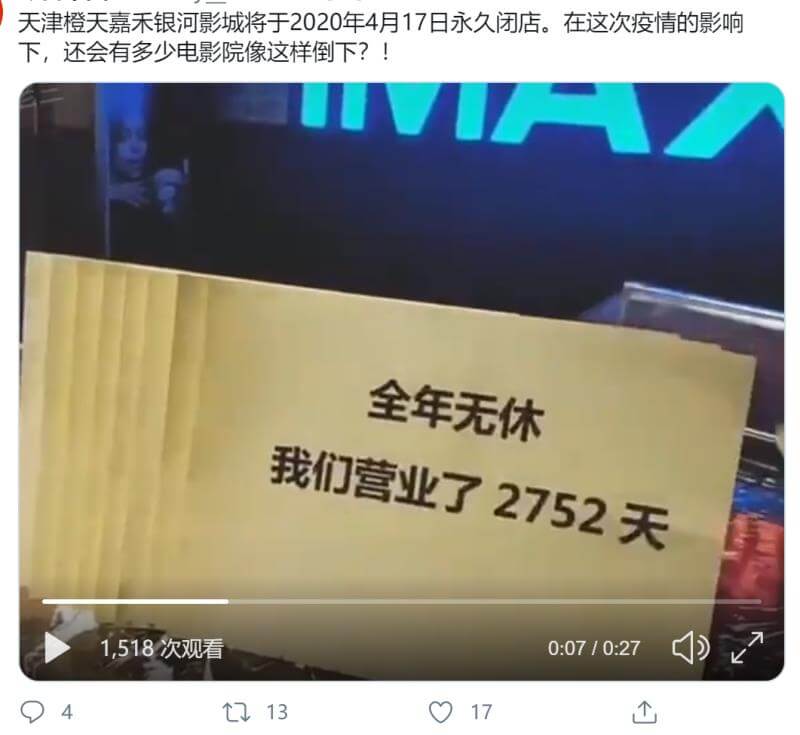 天津橙天嘉禾银河影城将于2020年4月17日永久闭店。在这次疫情的影响
下，还会有多少电影院像这样倒下？！
IMAX
全年无休
我们营业了 2752 天
1,518 次观看
0:07 / 0:27
4
13
17